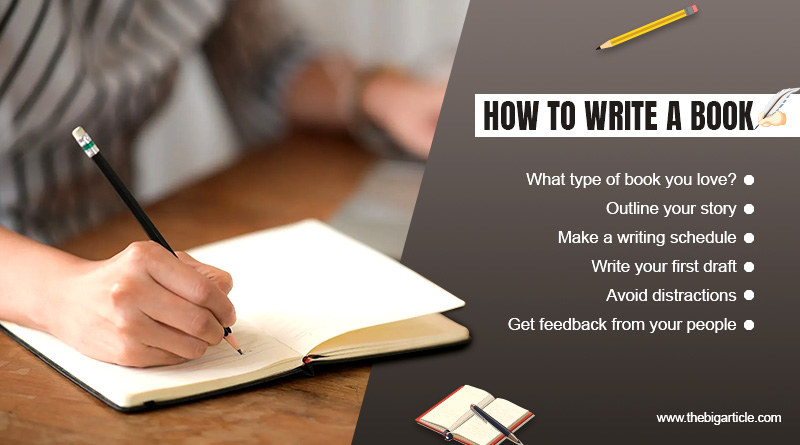 HOW TO WRITE A BOOK
What type of book you love?
Outline your story
Make a writing schedule
Write your first draft
Avoid distractions
Get feedback from your people
www.thebigarticle.com